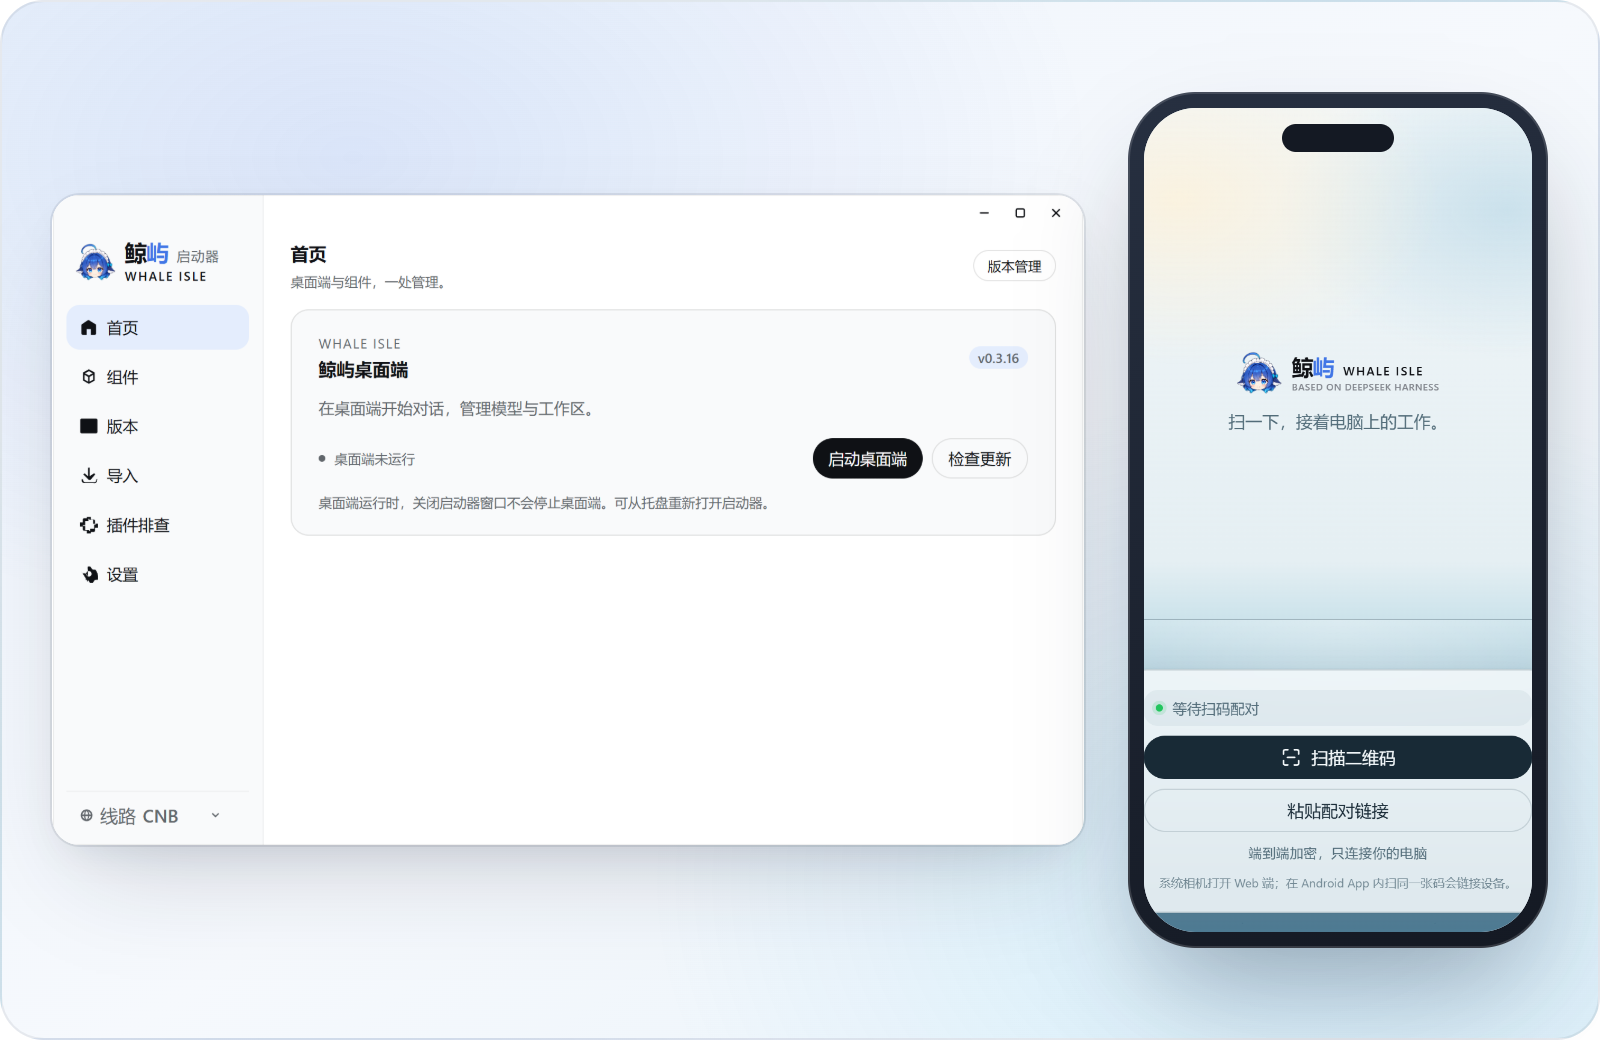 鲸屿 启动器
WHALE ISLE
首页
组件
版本
导入
插件排查
设置
线路 CNB
首页
桌面端与组件，一处管理。
版本管理
WHALE ISLE
鲸屿桌面端
v0.3.16
在桌面端开始对话，管理模型与工作区。
桌面端未运行
启动桌面端
检查更新
桌面端运行时，关闭启动器窗口不会停止桌面端。可从托盘重新打开启动器。
鲸屿 WHALE ISLE
BASED ON DEEPSEEK HARNESS
扫一下，接着电脑上的工作。
等待扫码配对
扫描二维码
粘贴配对链接
端到端加密，只连接你的电脑
系统相机打开 Web 端；在 Android App 内扫同一张码会链接设备。